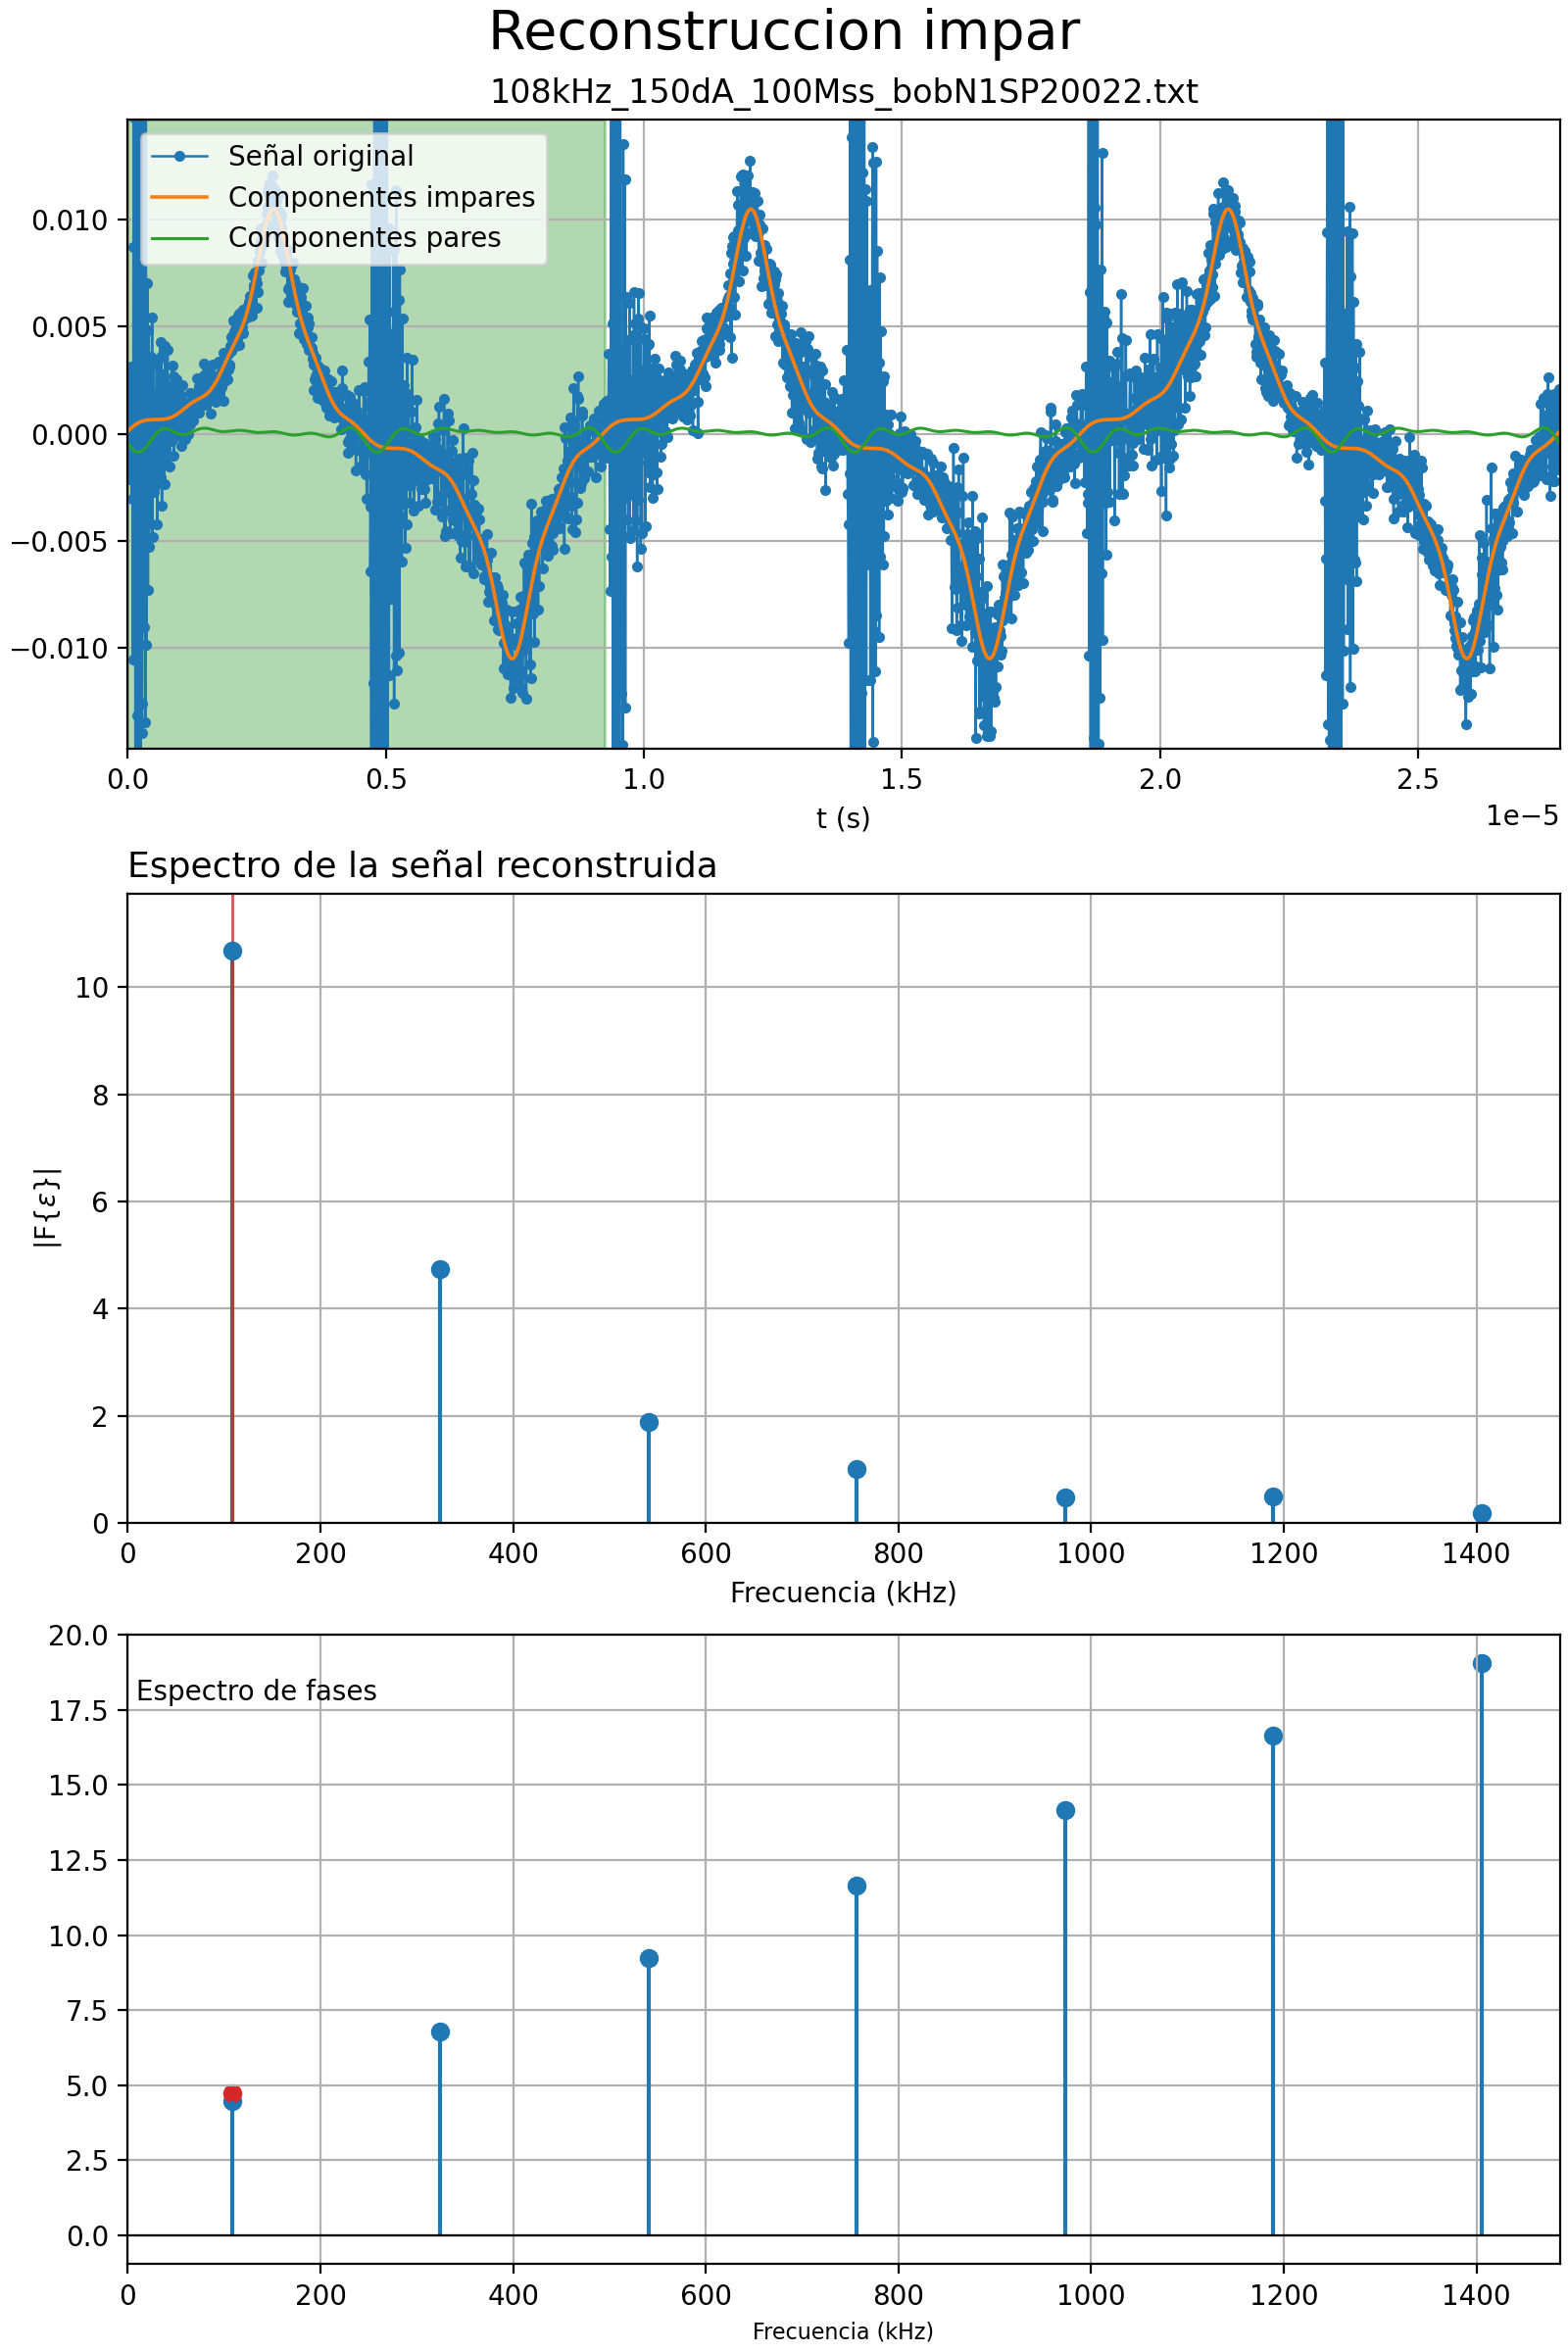 Reconstruccion impar
108kHz_150dA_100Mss_bobN1SP20022.txt
Señal original
Componentes impares
Componentes pares
0.010
0.005
0.000
−0.005
−0.010
0.0 0.5 1.0 1.5 2.0 2.5
t (s)
1e−5
Espectro de la señal reconstruida
10
8
6
4
2
0
|F{ε}|
0 200 400 600 800 1000 1200 1400
Frecuencia (kHz)
20.0
Espectro de fases
17.5
15.0
12.5
10.0
7.5
5.0
2.5
0.0
0 200 400 600 800 1000 1200 1400
Frecuencia (kHz)